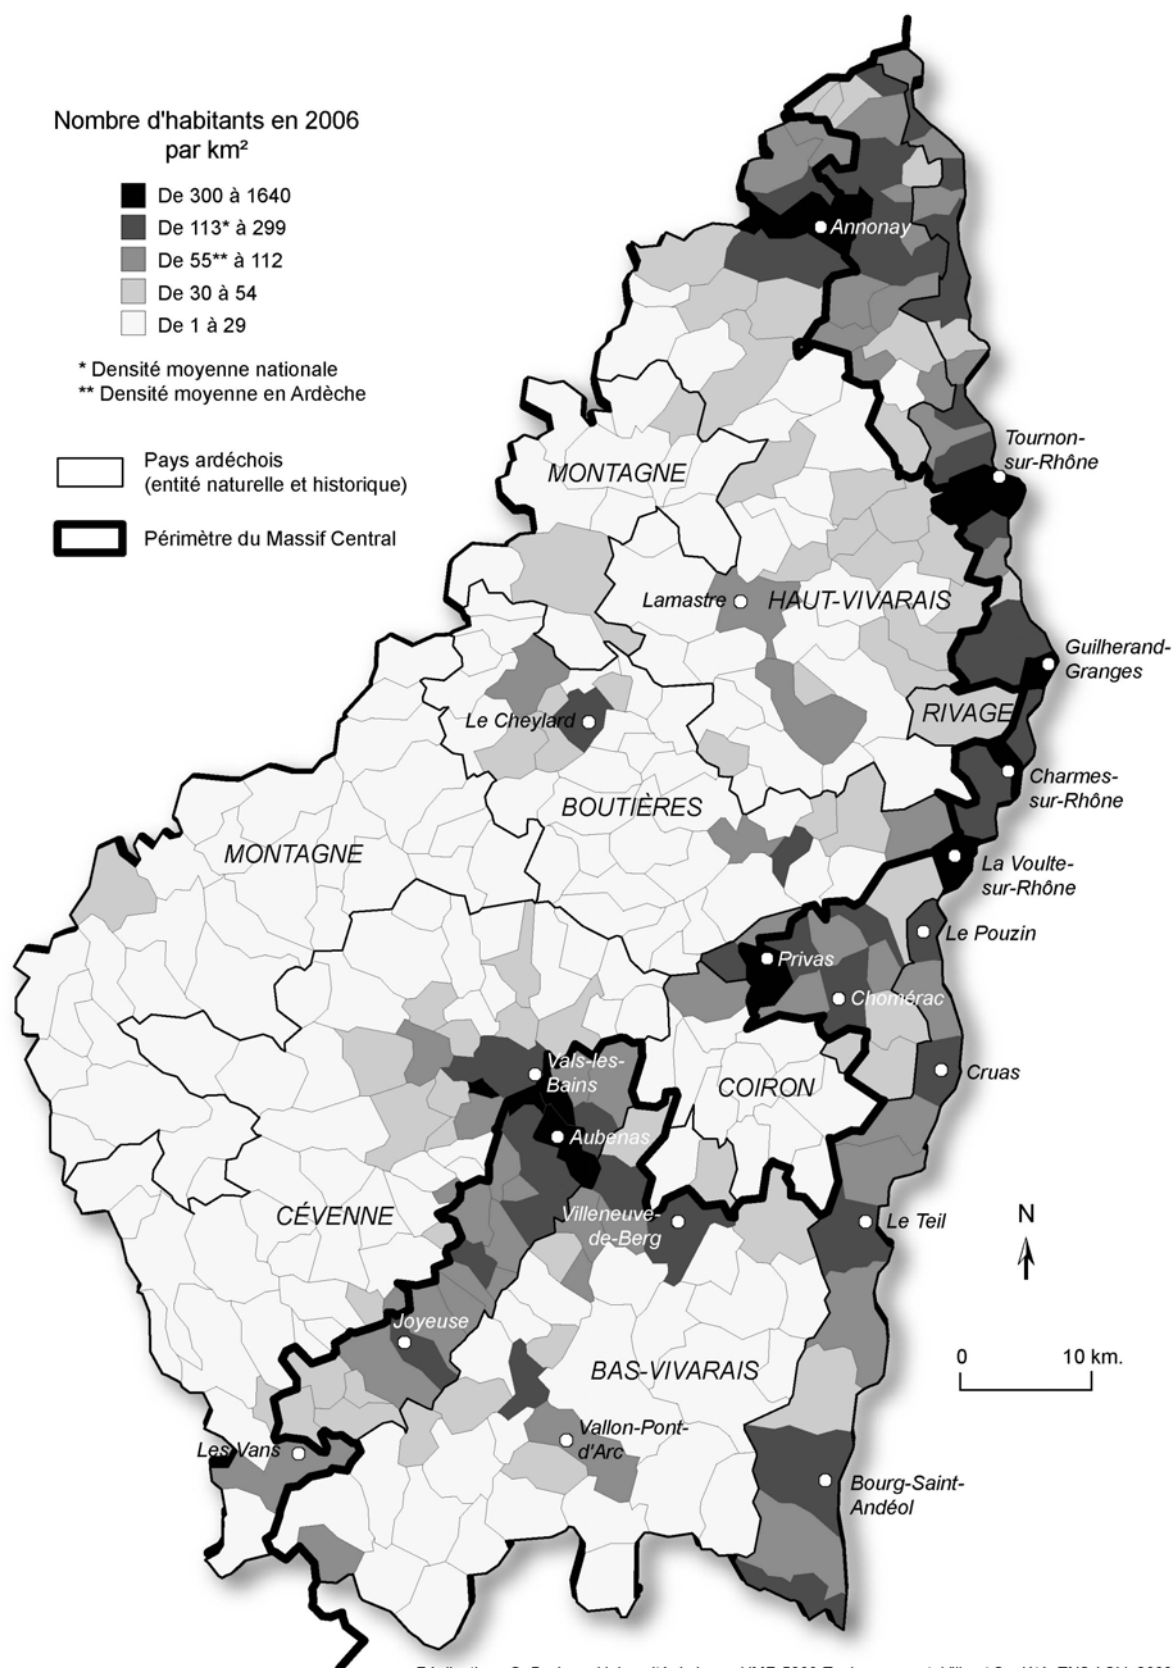 Nombre d'habitants en 2006
par km²
De 300 à 1640
De 113* à 299
De 55** à 112
De 30 à 54
De 1 à 29
* Densité moyenne nationale
** Densité moyenne en Ardèche
Pays ardéchois
(entité naturelle et historique)
Périmètre du Massif Central
Annonay
Tournon-
sur-Rhône
MONTAGNE
Lamastre
HAUT-VIVARAIS
Guilherand-
Granges
RIVAGE
Le Cheylard
Charmes-
sur-Rhône
BOUTIÈRES
MONTAGNE
La Voulte-
sur-Rhône
Le Pouzin
Privas
Chomérac
Vals-les-
Bains
COIRON
Cruas
Aubenas
CÉVENNE
Villeneuve-
de-Berg
Le Teil
N
Joyeuse
BAS-VIVARAIS
0 10 km.
Vallon-Pont-
d'Arc
Les Vans
Bourg-Saint-
Andéol